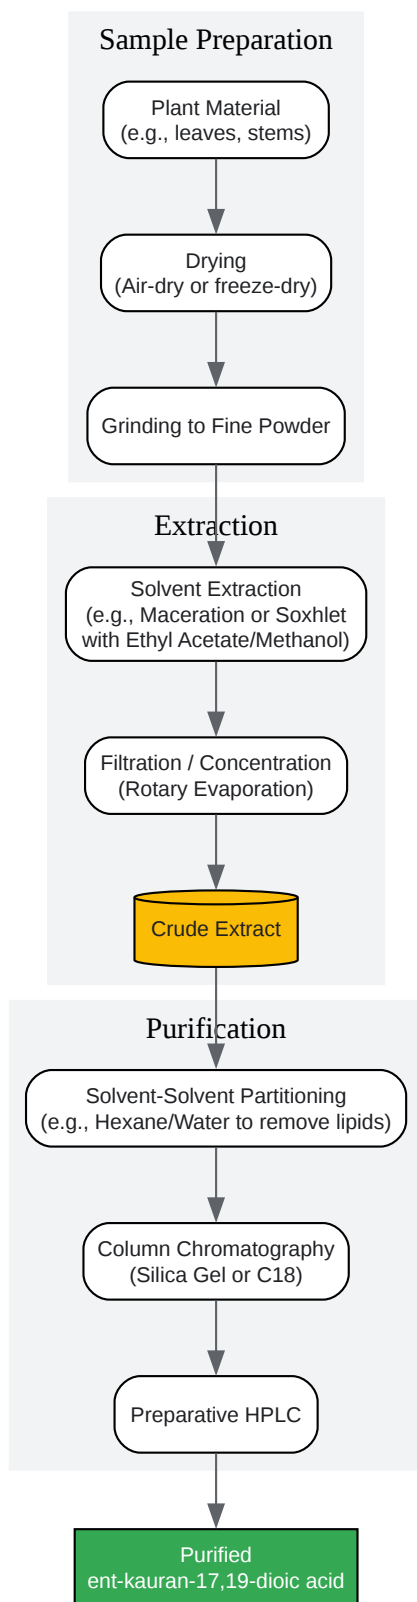 Sample Preparation
Plant Material
(e.g., leaves, stems)
Drying
(Air-dry or freeze-dry)
Grinding to Fine Powder
Extraction
Solvent Extraction
(e.g., Maceration or Soxhlet
with Ethyl Acetate/Methanol)
Filtration / Concentration
(Rotary Evaporation)
Crude Extract
Purification
Solvent-Solvent Partitioning
(e.g., Hexane/Water to remove lipids)
Column Chromatography
(Silica Gel or C18)
Preparative HPLC
Purified
ent-kauran-17,19-dioic acid